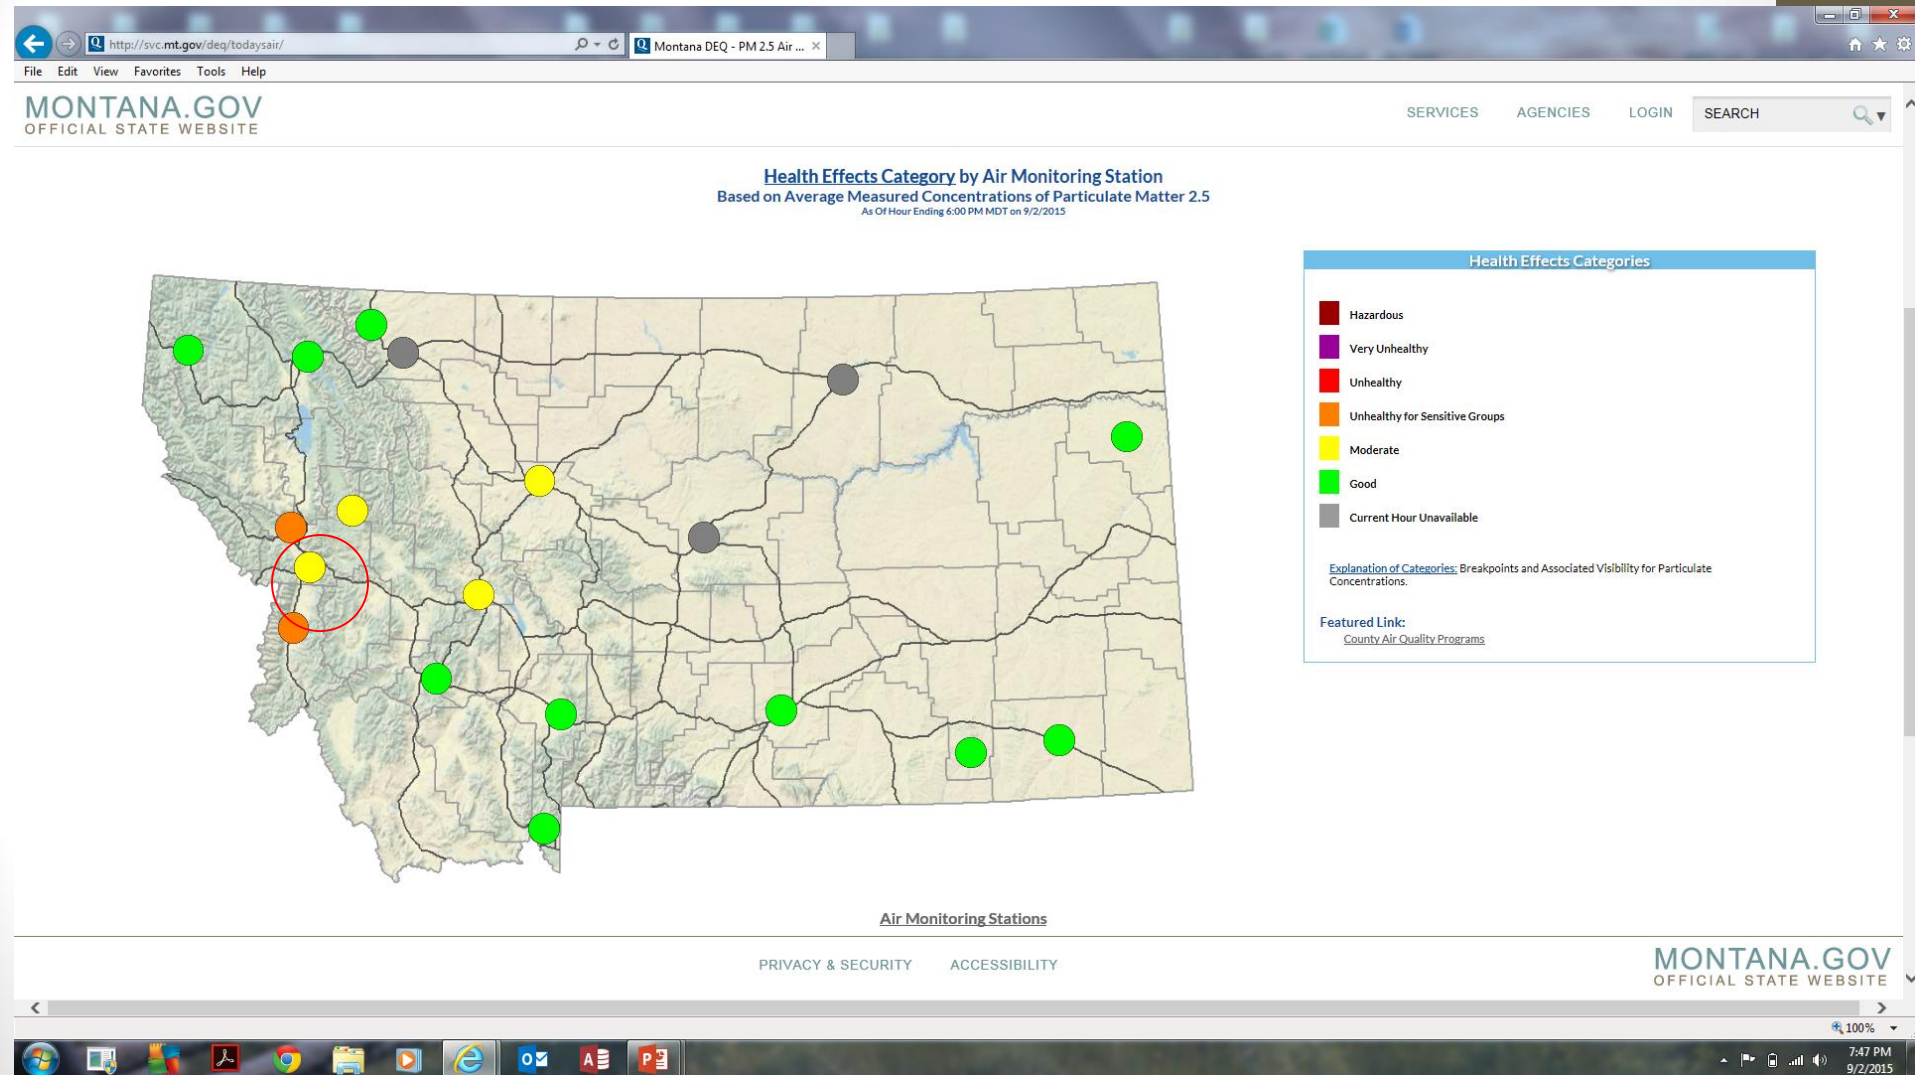 http://svc.mt.gov/deq/todaysair/
Montana DEQ - PM 2.5 Air ...
File Edit View Favorites Tools Help
MONTANA.GOV
OFFICIAL STATE WEBSITE
SERVICES AGENCIES LOGIN SEARCH
Health Effects Category by Air Monitoring Station
Based on Average Measured Concentrations of Particulate Matter 2.5
As Of Hour Ending 6:00 PM MDT on 9/2/2015
Health Effects Categories
Hazardous
Very Unhealthy
Unhealthy
Unhealthy for Sensitive Groups
Moderate
Good
Current Hour Unavailable
Explanation of Categories: Breakpoints and Associated Visibility for Particulate
Concentrations.
Featured Link:
County Air Quality Programs
Air Monitoring Stations
PRIVACY & SECURITY ACCESSIBILITY
MONTANA.GOV
OFFICIAL STATE WEBSITE
100%
7:47 PM
9/2/2015